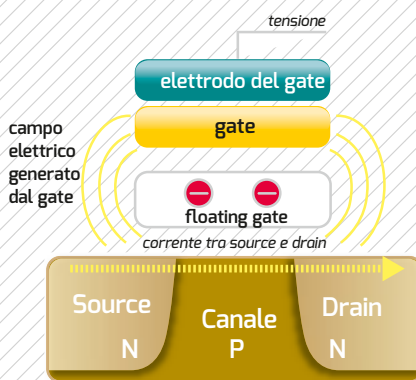 tensione
elettrodo del gate
gate
campo
elettrico
generato
dal gate
floating gate
corrente tra source e drain
Source
N
Canale
P
Drain
N